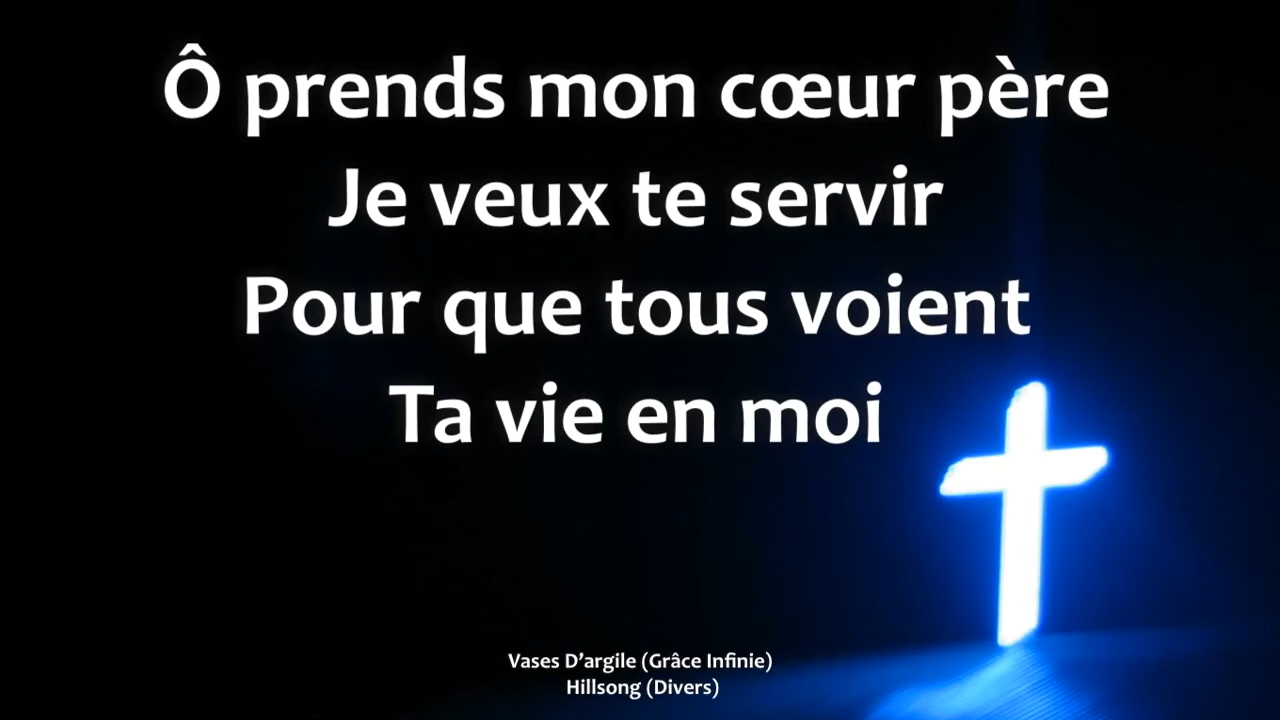 Ô prends mon cœur père
Je veux te servir
Pour que tous voient
Ta vie en moi
Vases D’argile (Grâce Infinie)
Hillsong (Divers)